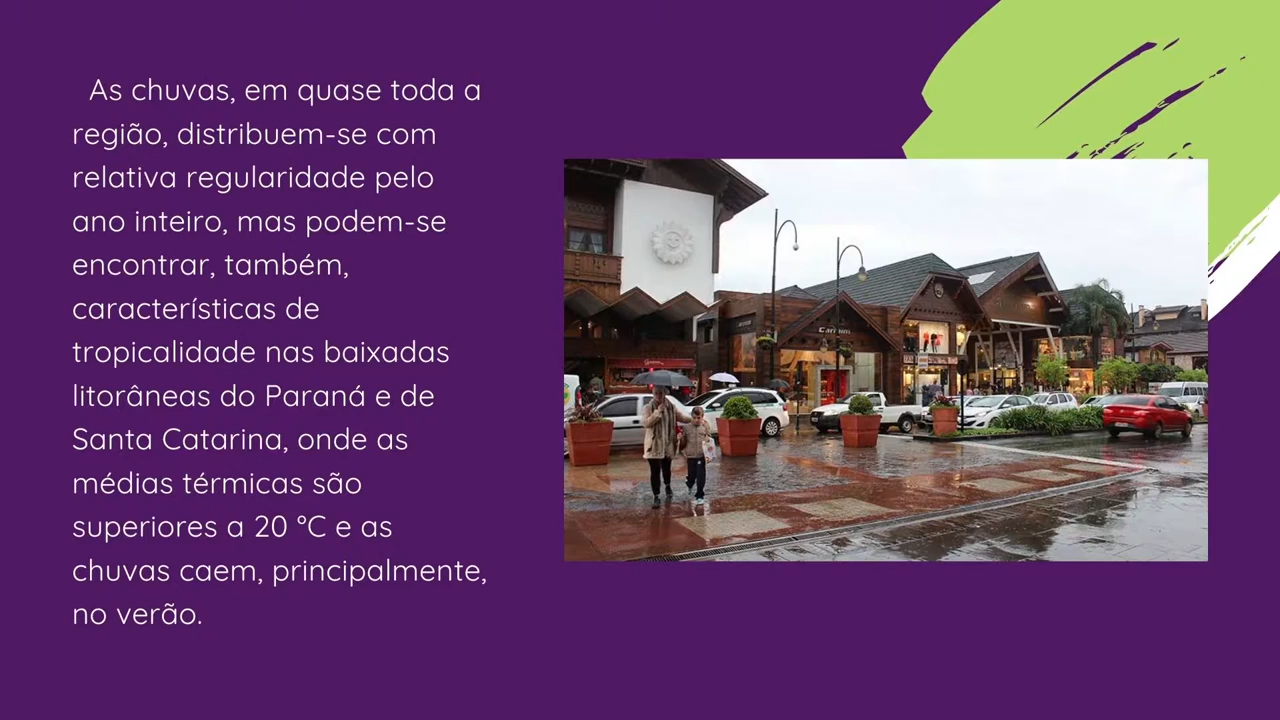 As chuvas, em quase toda a
região, distribuem-se com
relativa regularidade pelo
ano inteiro, mas podem-se
encontrar, também,
características de
tropicalidade nas baixadas
litorâneas do Paraná e de
Santa Catarina, onde as
médias térmicas são
superiores a 20 °C e as
chuvas caem, principalmente,
no verão.